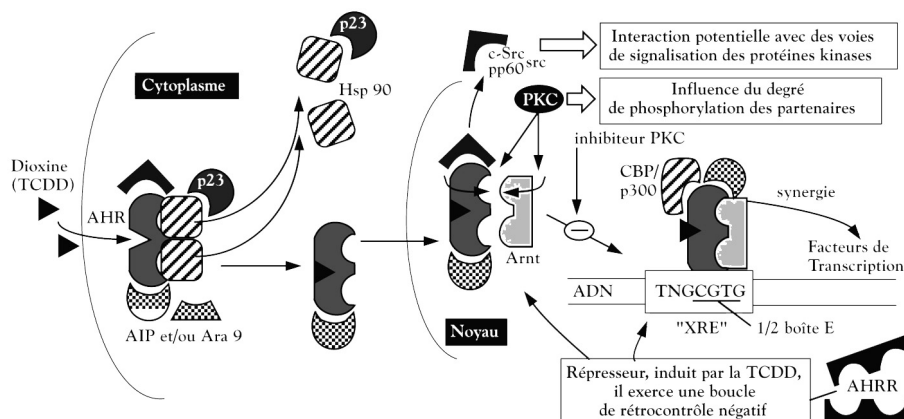 p23
Hsp 90
Cytoplasme
Dioxine
(TCDD)
AHR
p23
AIP et/ou Ara 9
c-Src
pp60src
Interaction potentielle avec des voies
de signalisation des protéines kinases
PKC
Influence du degré
de phosphorylation des partenaires
inhibiteur PKC
CBP/
p300
synergie
Arnt
Facteurs de
Transcription
ADN
TNGCGTG
"XRE"
1/2 boîte E
Noyau
Répresseur, induit par la TCDD,
il exerce une boucle
de rétrocontrôle négatif
AHRR